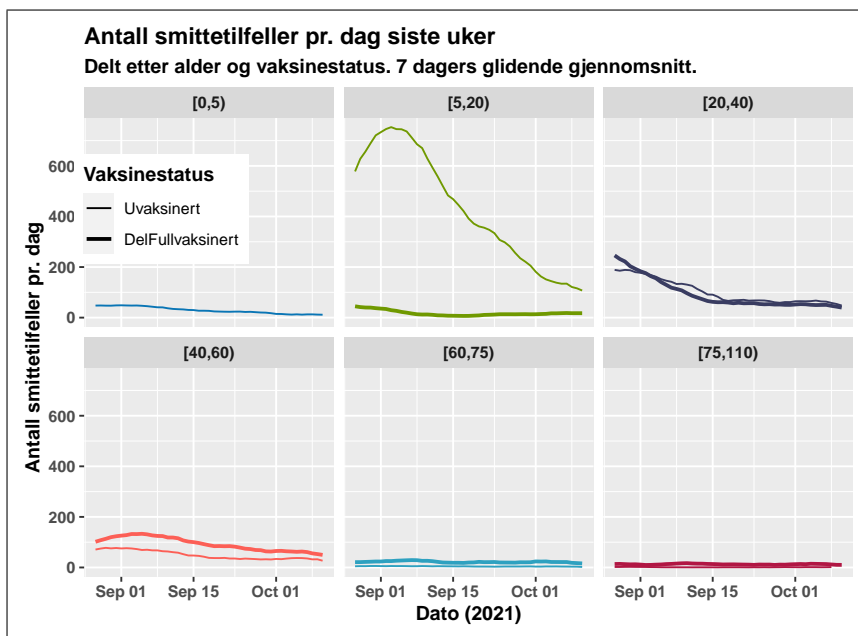 Antall smittetilfeller pr. dag siste uker
Delt etter alder og vaksinestatus. 7 dagers glidende gjennomsnitt.
[0,5)
[5,20)
[20,40)
600
400
200
0
Vaksinestatus
Uvaksinert
DelFullvaksinert
[40,60)
[60,75)
[75,110)
600
400
200
0
Antall smittetilfeller pr. dag
Sep 01
Sep 15
Oct 01
Sep 01
Sep 15
Oct 01
Sep 01
Sep 15
Oct 01
Dato (2021)